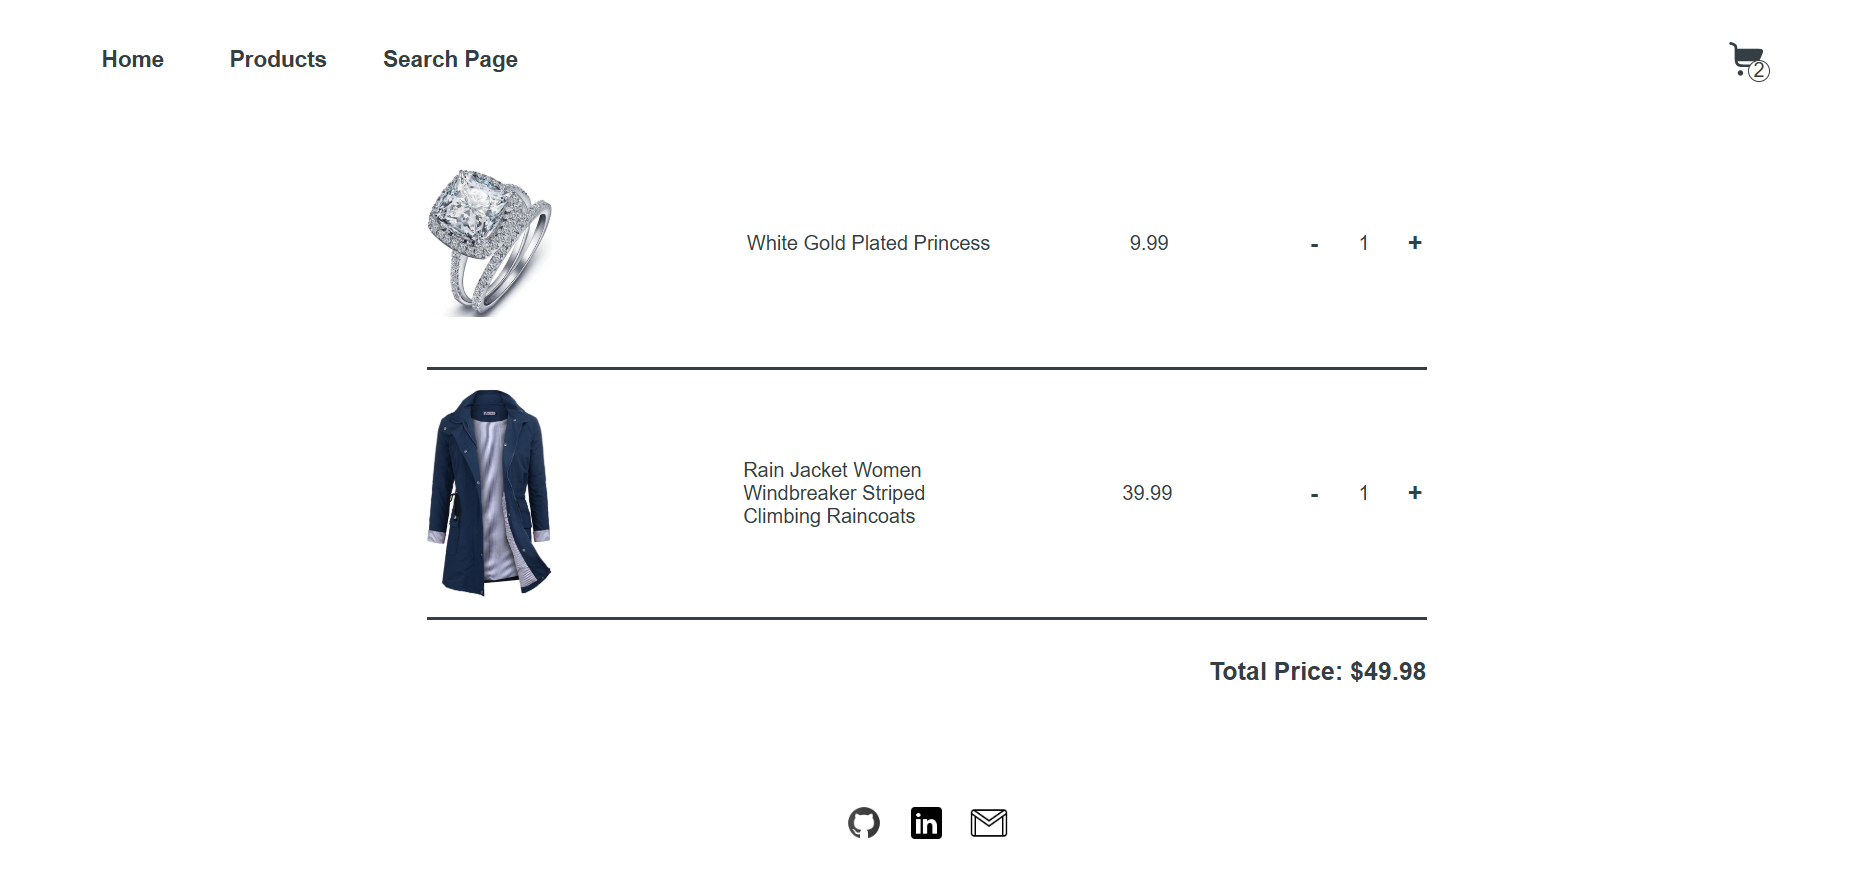 Home Products Search Page 2
White Gold Plated Princess 9.99 - 1 +
Rain Jacket Women
Windbreaker Striped 39.99 - 1 +
Climbing Raincoats
Total Price: $49.98
in